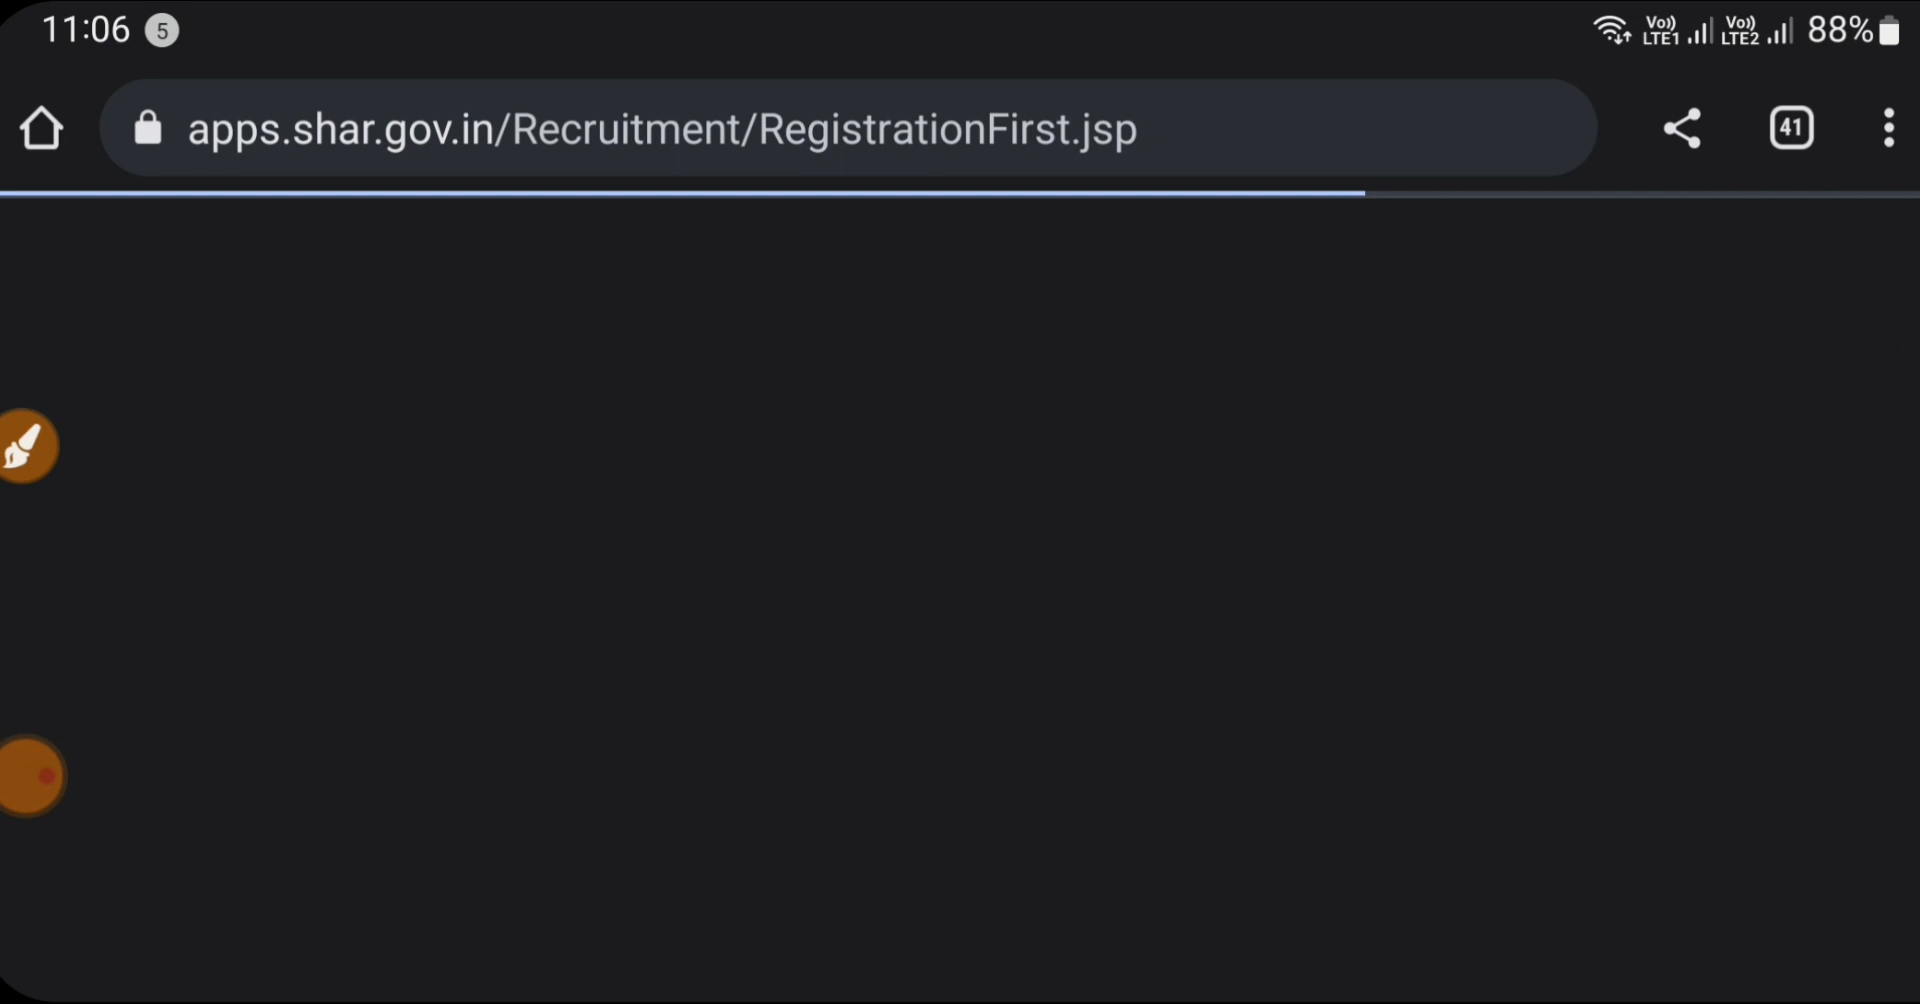 11:06 5 Vo)) LTE1 Vo)) LTE2 88%
apps.shar.gov.in/Recruitment/RegistrationFirst.jsp 41